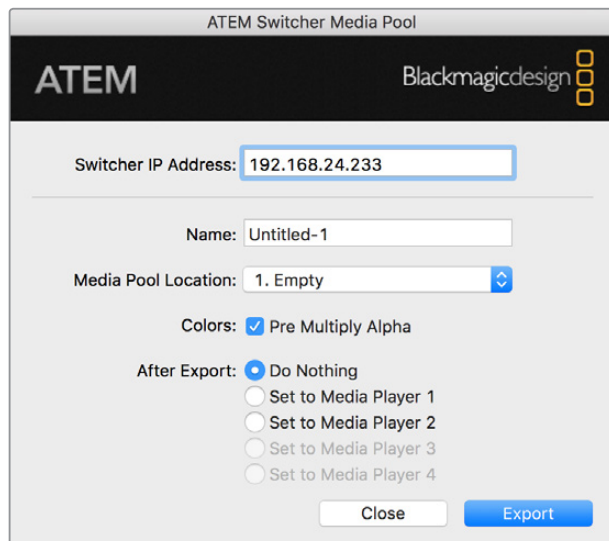 ATEM Switcher Media Pool
ATEM
Blackmagicdesign
Switcher IP Address: 192.168.24.233
Name: Untitled-1
Media Pool Location: 1. Empty
Colors: Pre Multiply Alpha
After Export: Do Nothing
Set to Media Player 1
Set to Media Player 2
Set to Media Player 3
Set to Media Player 4
Close Export